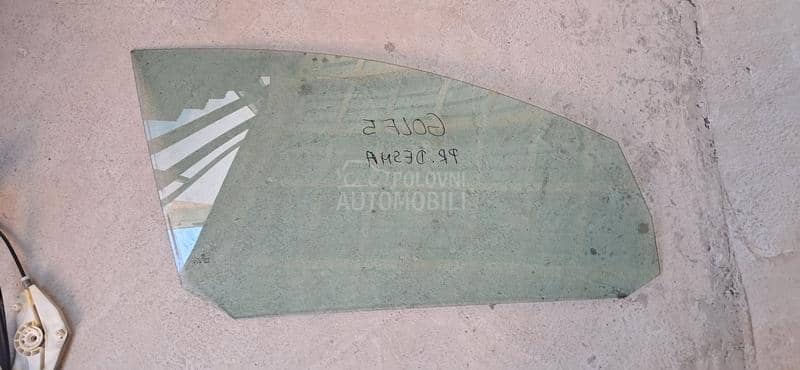 GOLF 5
PR. DESNA
POLOVNI
AUTOMOBILI